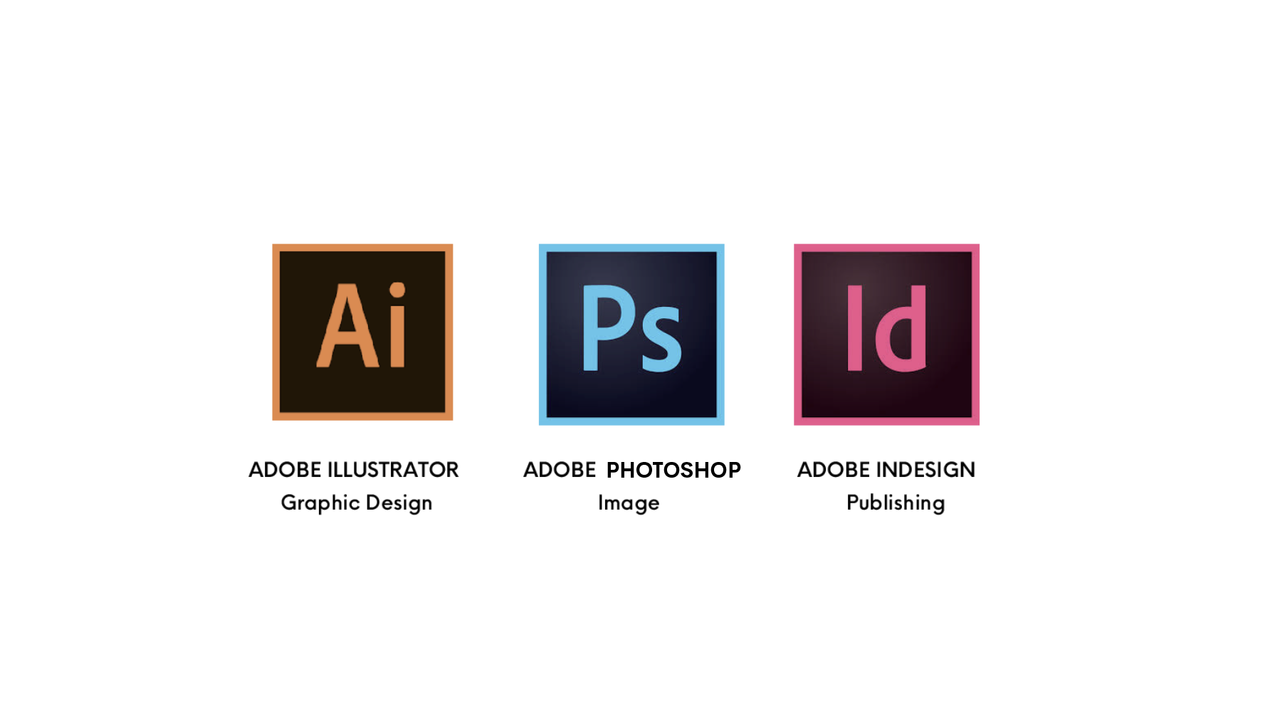 Ai
Ps
Id
ADOBE ILLUSTRATOR
Graphic Design
ADOBE PHOTOSHOP
Image
ADOBE INDESIGN
Publishing